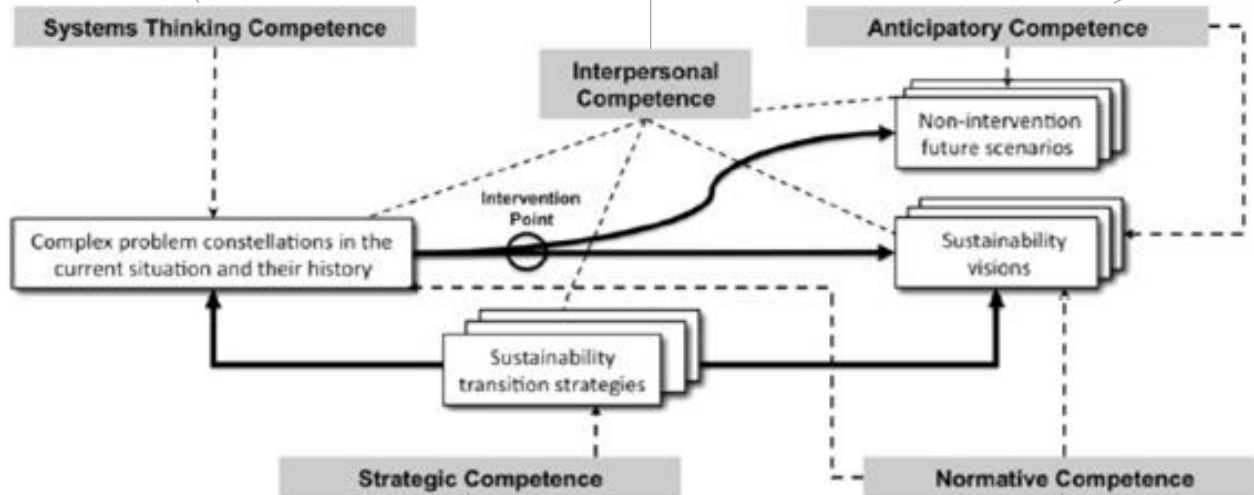 Systems Thinking Competence
Anticipatory Competence
Interpersonal
Competence
Non-intervention
future scenarios
Intervention
Point
Complex problem constellations in the
current situation and their history
Sustainability
visions
Sustainability
transition strategies
Strategic Competence
Normative Competence